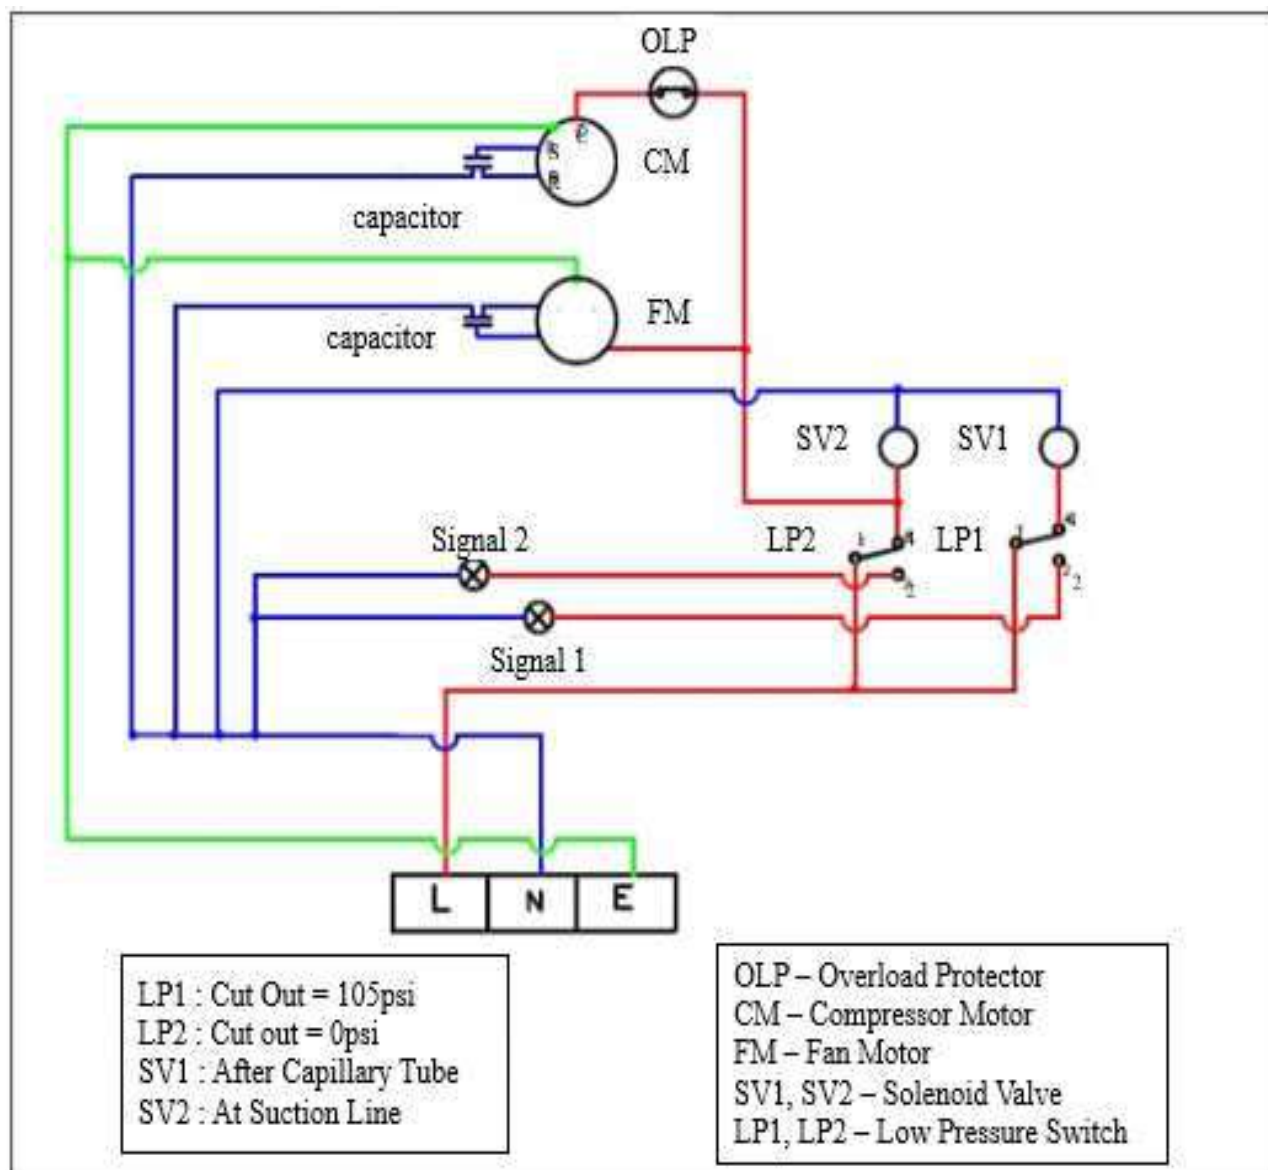 OLP
CM
capacitor
FM
capacitor
SV2
SV1
Signal 2
LP2
LP1
2
2
Signal 1
L
N
E
LP1 : Cut Out = 105psi
LP2 : Cut out = 0psi
SV1 : After Capillary Tube
SV2 : At Suction Line
OLP – Overload Protector
CM – Compressor Motor
FM – Fan Motor
SV1, SV2 – Solenoid Valve
LP1, LP2 – Low Pressure Switch